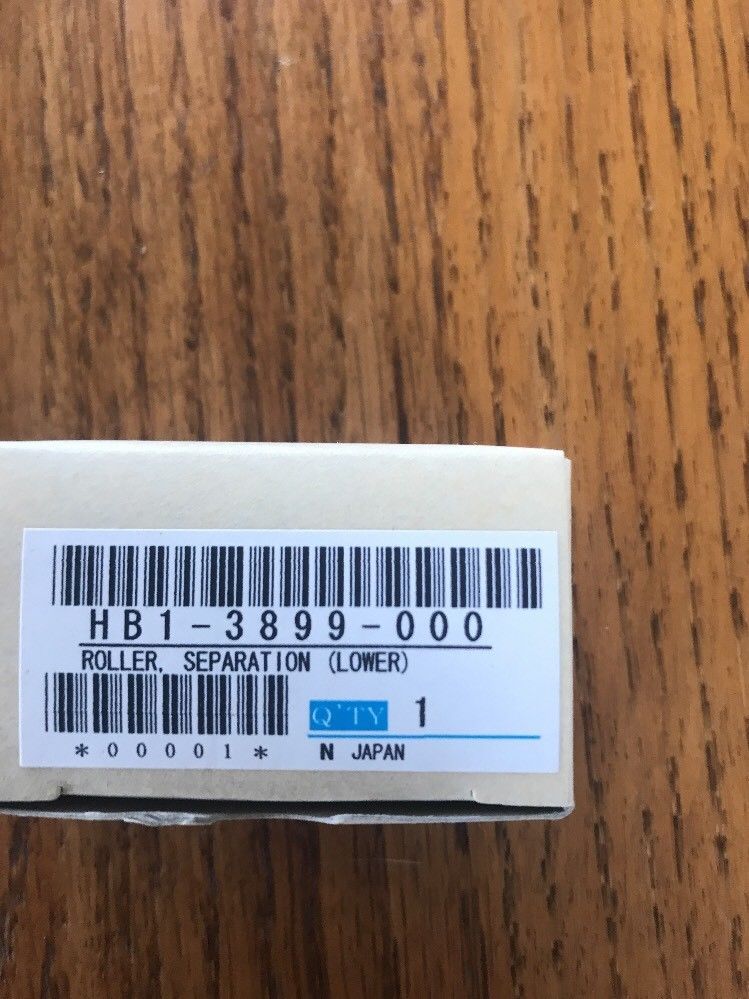 HB1-3899-000
ROLLER, SEPARATION (LOWER)
Q'TY 1
*00001*
N JAPAN